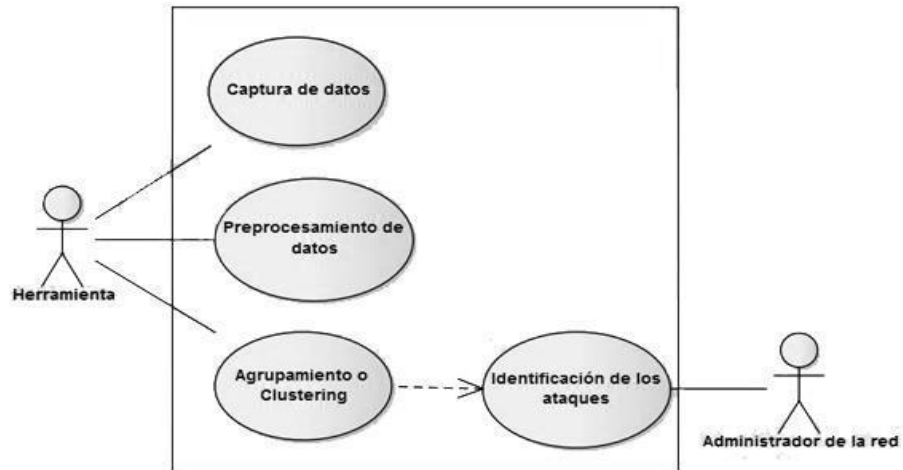 Captura de datos
Preprocesamiento de
datos
Herramienta
Agrupamiento o
Clustering
Identificación de los
ataques
Administrador de la red